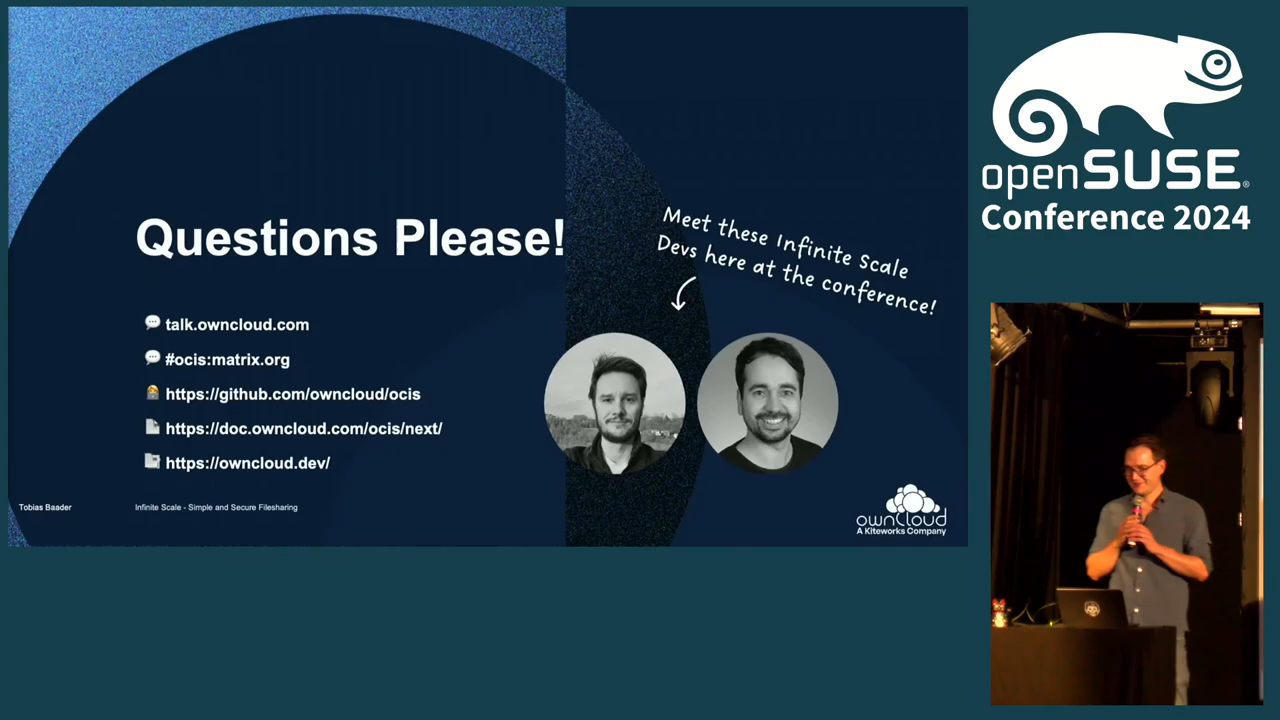 Questions Please!
talk.owncloud.com
#ocis:matrix.org
https://github.com/owncloud/ocis
https://doc.owncloud.com/ocis/next/
https://owncloud.dev/
Meet these Infinite Scale
Devs here at the conference!
Tobias Baader
Infinite Scale - Simple and Secure Filesharing
ownCloud
A Kiteworks Company
openSUSE®
Conference 2024